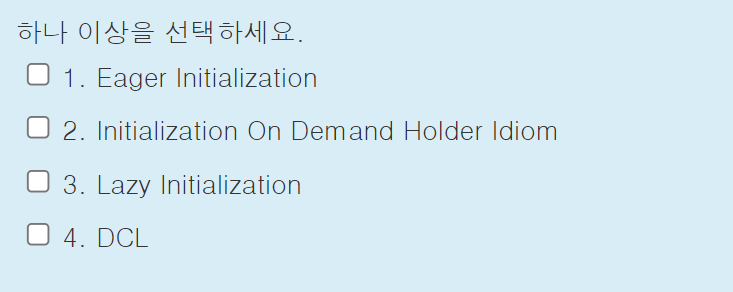 하나 이상을 선택하세요.
1. Eager Initialization
2. Initialization On Demand Holder Idiom
3. Lazy Initialization
4. DCL